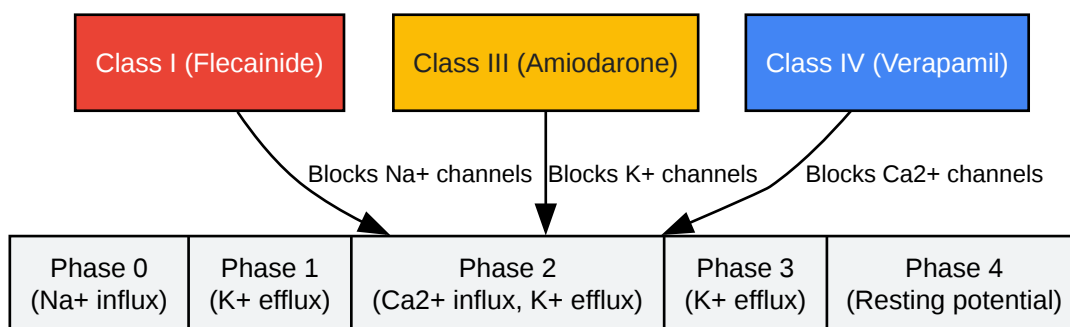 Class I (Flecainide)
Class III (Amiodarone)
Class IV (Verapamil)
Blocks Na+ channels
Blocks K+ channels
Blocks Ca2+ channels
Phase 0
(Na+ influx)
Phase 1
(K+ efflux)
Phase 2
(Ca2+ influx, K+ efflux)
Phase 3
(K+ efflux)
Phase 4
(Resting potential)